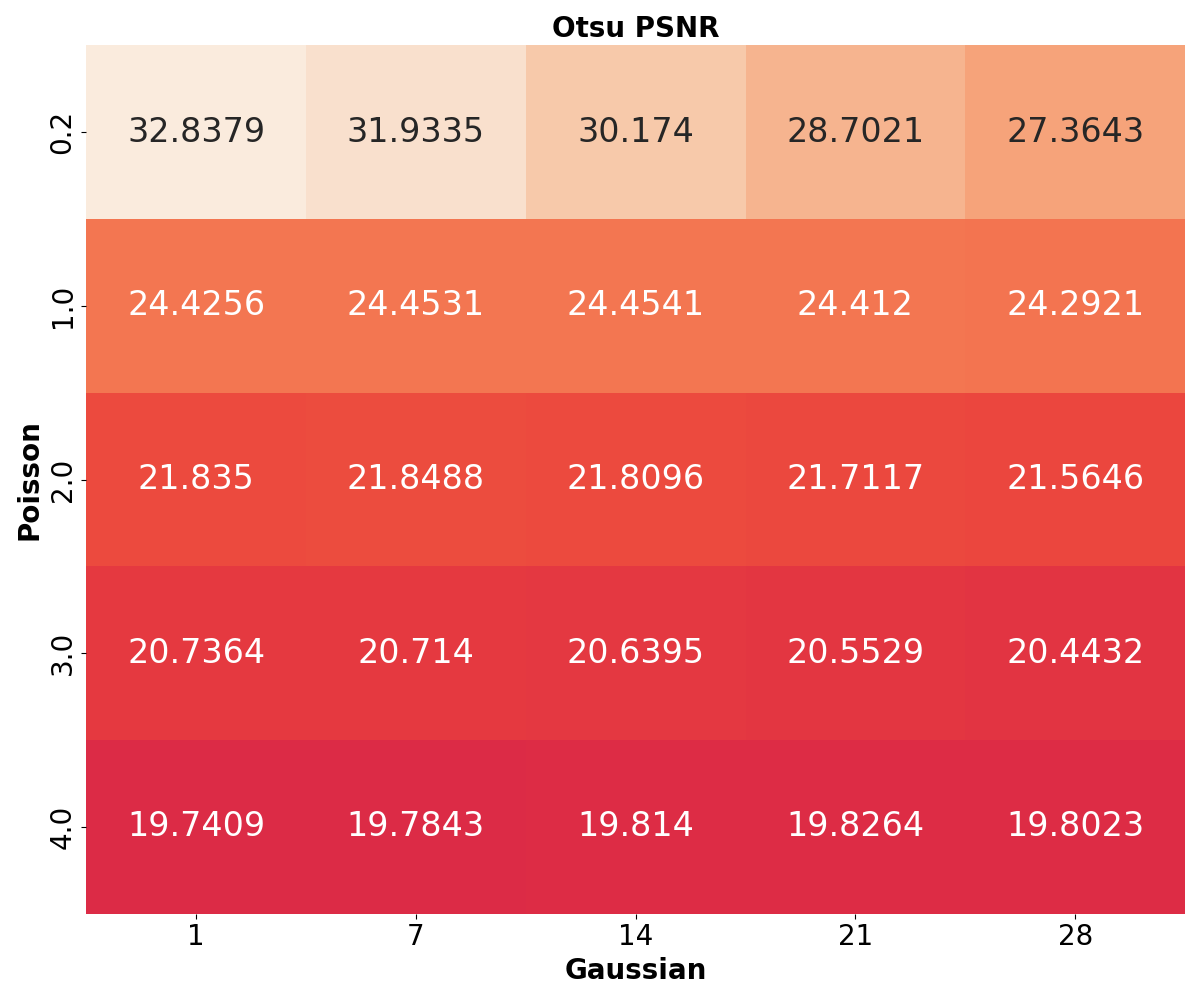 Otsu PSNR
0.2 32.8379 31.9335 30.174 28.7021 27.3643
1.0 24.4256 24.4531 24.4541 24.412 24.2921
2.0 21.835 21.8488 21.8096 21.7117 21.5646
3.0 20.7364 20.714 20.6395 20.5529 20.4432
4.0 19.7409 19.7843 19.814 19.8264 19.8023
Poisson
1 7 14 21 28
Gaussian